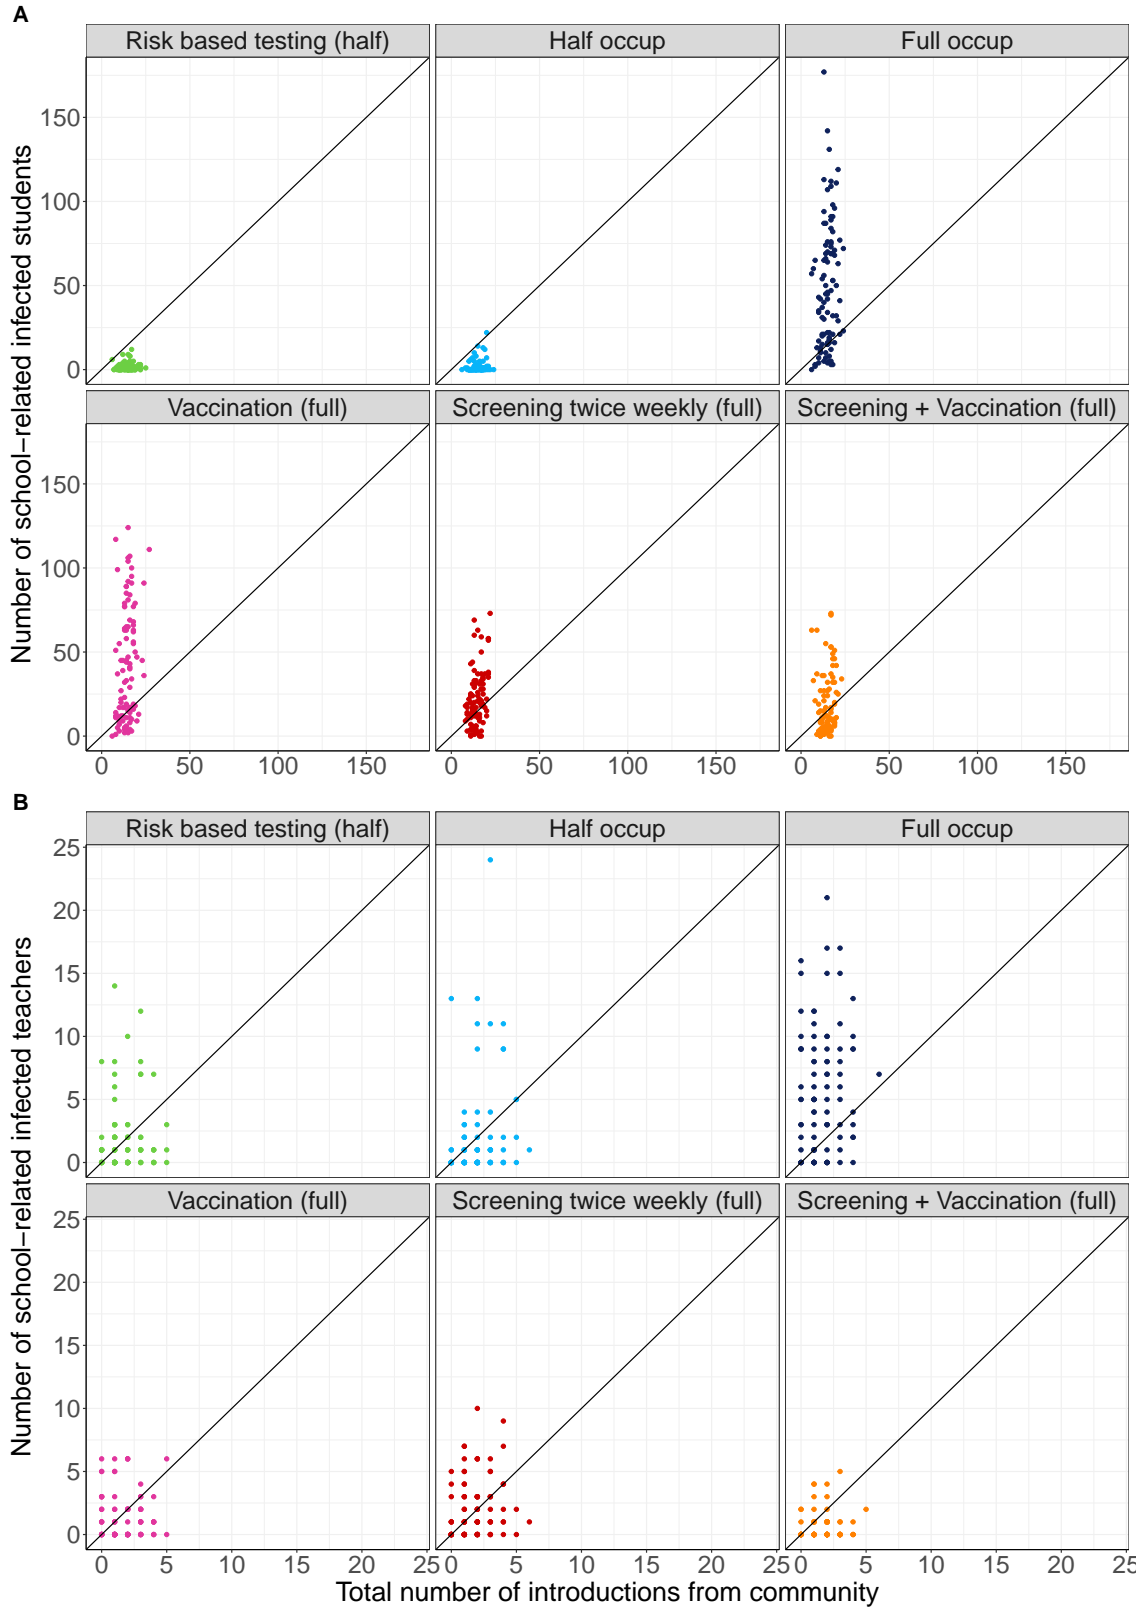 A
Risk based testing (half) Half occup Full occup
150
100
50
0
Vaccination (full) Screening twice weekly (full) Screening + Vaccination (full)
150
100
50
0
0 50 100 150 0 50 100 150 0 50 100 150
Number of school−related infected students
B
Risk based testing (half) Half occup Full occup
25
20
15
10
5
0
Vaccination (full) Screening twice weekly (full) Screening + Vaccination (full)
25
20
15
10
5
0
0 5 10 15 20 25 0 5 10 15 20 25 0 5 10 15 20 25
Number of school−related infected teachers
Total number of introductions from community